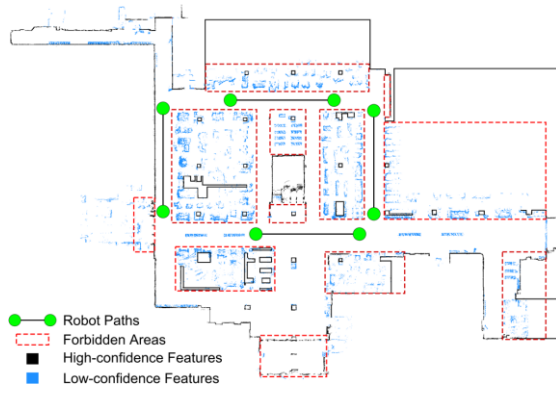 Robot Paths
Forbidden Areas
High-confidence Features
Low-confidence Features